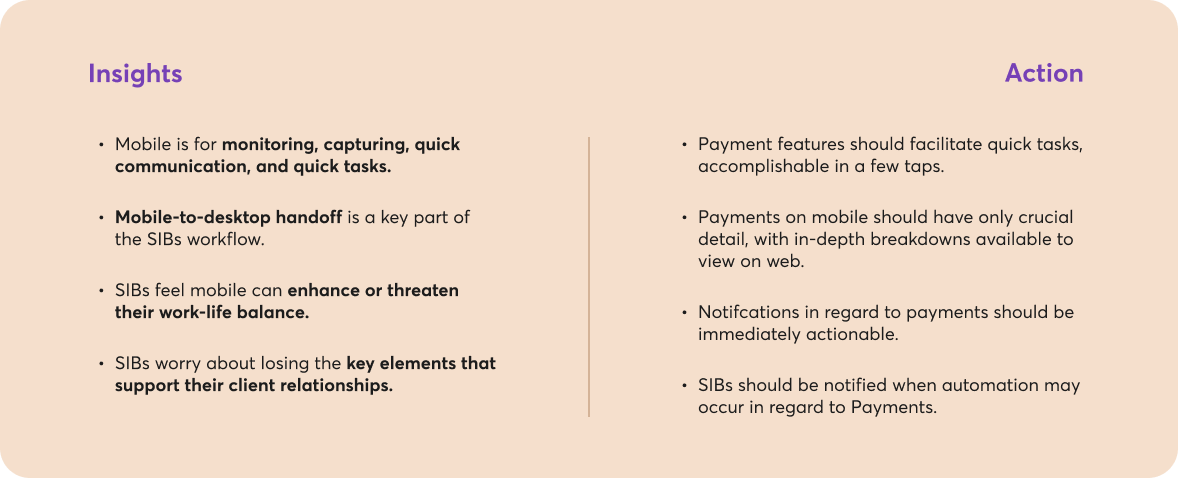 Insights
• Mobile is for monitoring, capturing, quick
communication, and quick tasks.
• Mobile-to-desktop handoff is a key part of
the SIBs workflow.
• SIBs feel mobile can enhance or threaten
their work-life balance.
• SIBs worry about losing the key elements that
support their client relationships.
Action
• Payment features should facilitate quick tasks,
accomplishable in a few taps.
• Payments on mobile should have only crucial
detail, with in-depth breakdowns available to
view on web.
• Notifcations in regard to payments should be
immediately actionable.
• SIBs should be notified when automation may
occur in regard to Payments.